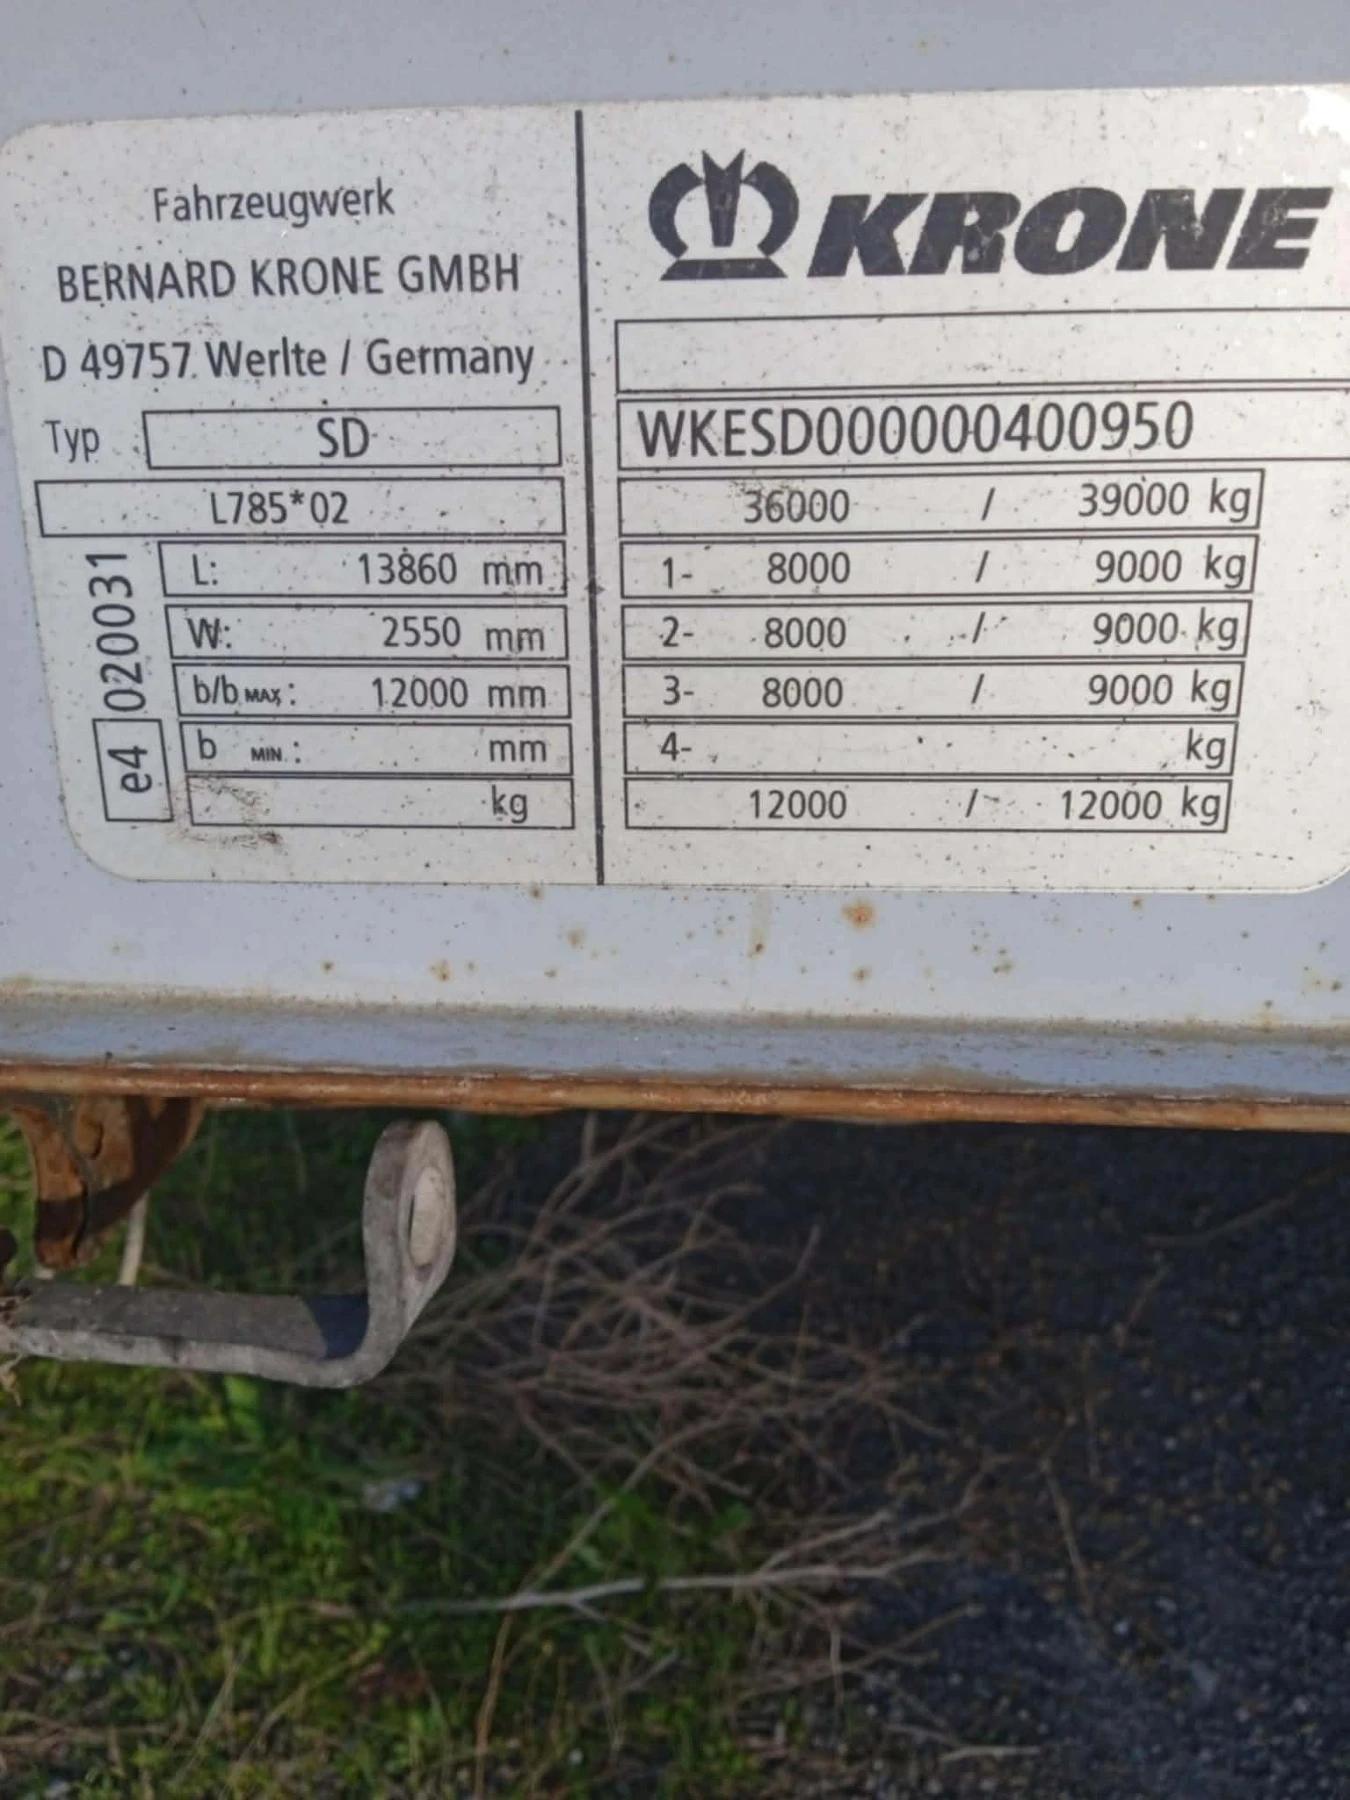 Fahrzeugwerk
BERNARD KRONE GMBH
D 49757 Werlte / Germany
Typ SD
L785*02
e4 020031
L: 13860 mm
W: 2550 mm
b/b MAX: 12000 mm
b MIN.: mm
kg
KRONE
WKESD000000400950
36000 / 39000 kg
1- 8000 / 9000 kg
2- 8000 / 9000 kg
3- 8000 / 9000 kg
4- kg
12000 / 12000 kg